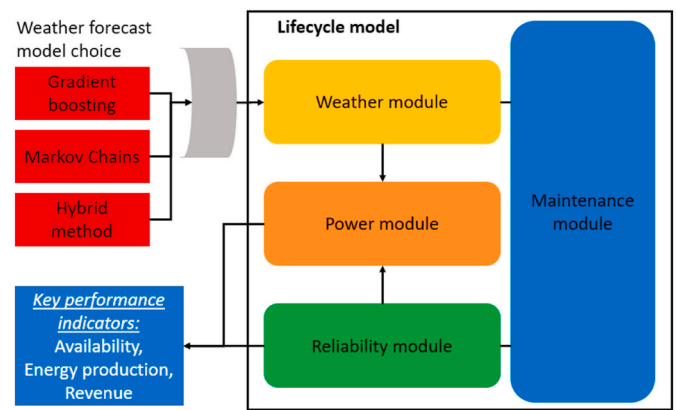 Weather forecast
model choice
Gradient
boosting
Markov Chains
Hybrid
method
Lifecycle model
Weather module
Power module
Reliability module
Maintenance
module
Key performance
indicators:
Availability,
Energy production,
Revenue